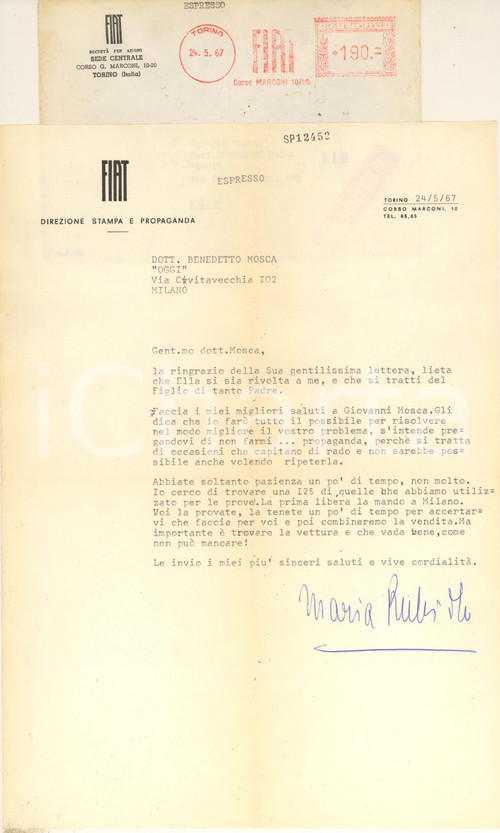 ESPRESSO
FIAT
SOCIETÀ PER AZIONI
SEDE CENTRALE
CORSO G. MARCONI, 10-20
TORINO (Italia)
TORINO
24. 5. 67
FIAT
Corso MARCONI 10/20
190.=
SP12452
FIAT
ESPRESSO
DIREZIONE STAMPA E PROPAGANDA
TORINO 24/5/67
CORSO MARCONI, 10
TEL. 65,65
DOTT. BENEDETTO MOSCA
"OGGI"
Via Civitavecchia I02
MILANO
Gent.mo dott.Mosca,
la ringrazio della Sua gentilissima lettera, lieta
che Ella si sia rivolta a me, e che si tratti del
Figlio di tanto Padre.
Faccia i miei migliori saluti a Giovanni Mosca.Gli
dica che io farò tutto il possibile per risolvere
nel modo migliore il vostro problema, s'intende pre=
gandovi di non farmi ... propaganda, perchè si tratta
di occasioni che capitano di rado e non sarebbe pos=
sibile anche volendo ripeterla.
Abbiate soltanto pazienza un po' di tempo, non molto.
Io cerco di trovare una I25 di quelle che abbiamo utiliz=
zato per le prove.La prima libera la mando a Milano.
Voi la provate, la tenete un po' di tempo per accertar=
vi che faccia per voi e poi combineremo la vendita.Ma
importante è trovare la vettura e che vada bene,come
non può mancare!
Le invio i miei piu' sinceri saluti e vive cordialità.
Maria